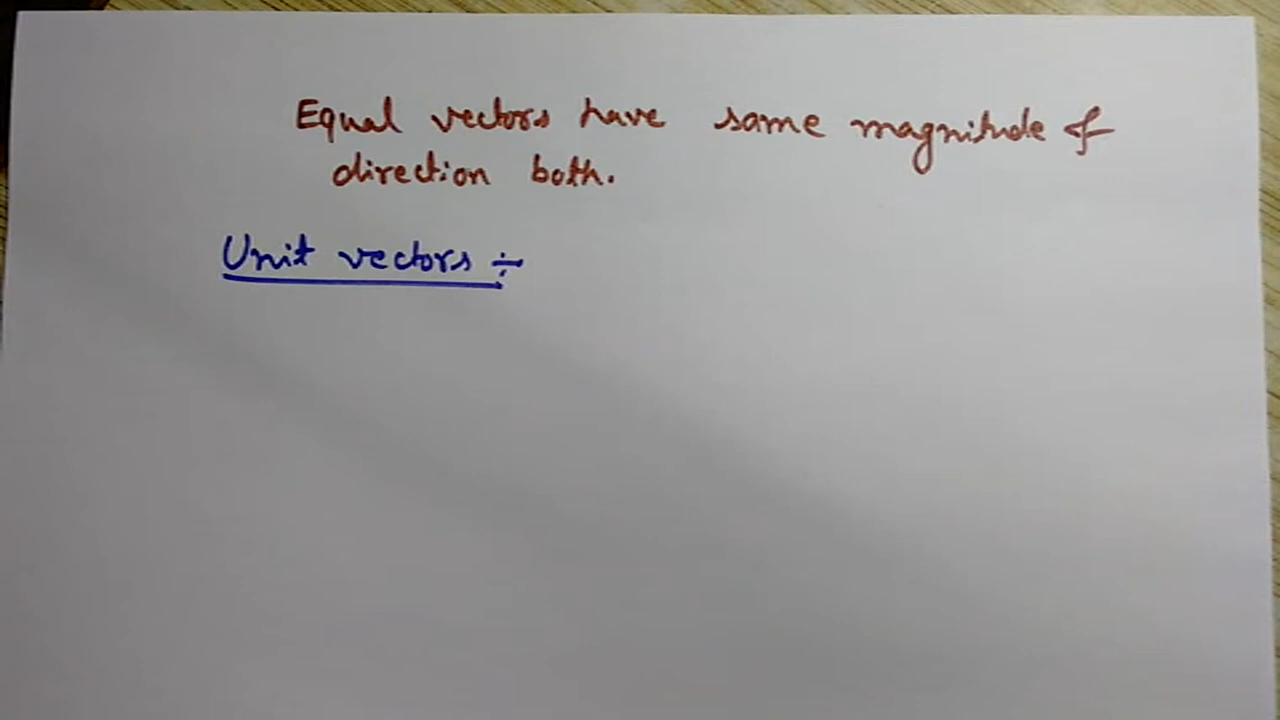 Equal vectors have same magnitude &
direction both.
Unit vectors ÷